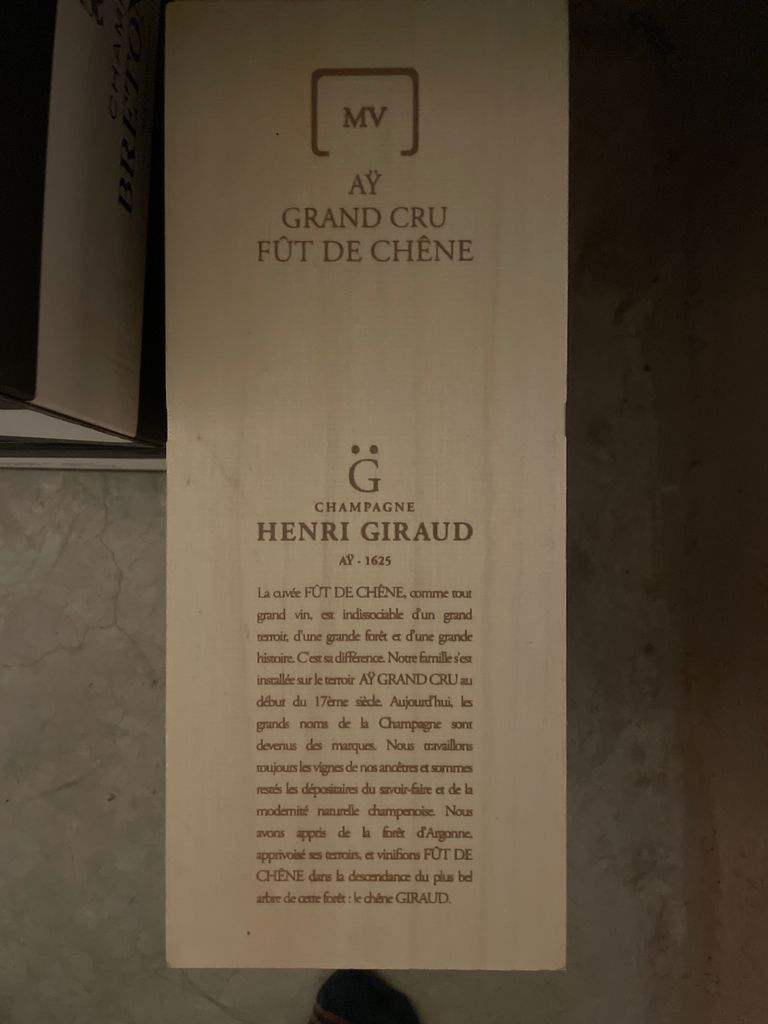 CHAM
BRETON
MV
AŸ
GRAND CRU
FÛT DE CHÊNE
G̈
CHAMPAGNE
HENRI GIRAUD
AŸ - 1625
La cuvée FÛT DE CHÊNE, comme tout
grand vin, est indissociable d'un grand
terroir, d'une grande forêt et d'une grande
histoire. C'est sa différence. Notre famille s'est
installée sur le terroir AŸ GRAND CRU au
début du 17ème siècle. Aujourd'hui, les
grands noms de la Champagne sont
devenus des marques. Nous travaillons
toujours les vignes de nos ancêtres et sommes
restés les dépositaires du savoir-faire et de la
modernité naturelle champenoise. Nous
avons appris de la forêt d'Argonne,
apprivoisé ses terroirs, et vinifions FÛT DE
CHÊNE dans la descendance du plus bel
arbre de cette forêt : le chêne GIRAUD.